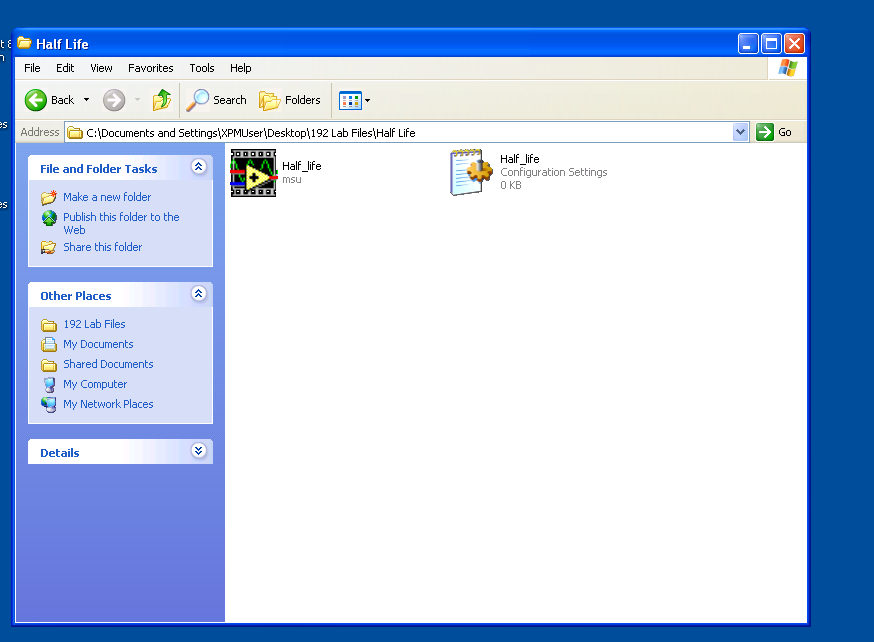 Half Life
File Edit View Favorites Tools Help
Back Search Folders
Address C:\Documents and Settings\XPMUser\Desktop\192 Lab Files\Half Life Go
File and Folder Tasks
Make a new folder
Publish this folder to the
Web
Share this folder
Other Places
192 Lab Files
My Documents
Shared Documents
My Computer
My Network Places
Details
Half_life
msu
Half_life
Configuration Settings
0 KB